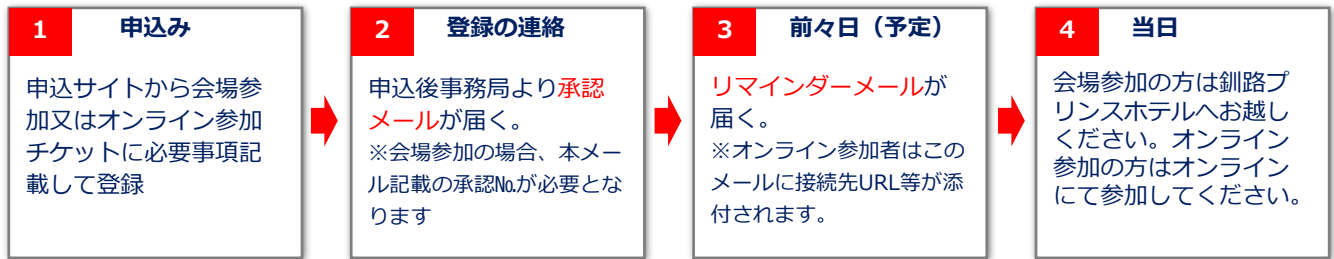 1 申込み
申込サイトから会場参
加又はオンライン参加
チケットに必要事項記
載して登録
2 登録の連絡
申込後事務局より承認
メールが届く。
※会場参加の場合、本メー
ル記載の承認№が必要とな
ります
3 前々日（予定）
リマインダーメールが
届く。
※オンライン参加者はこの
メールに接続先URL等が添
付されます。
4 当日
会場参加の方は釧路プ
リンスホテルへお越し
ください。オンライン
参加の方はオンライン
にて参加してください。